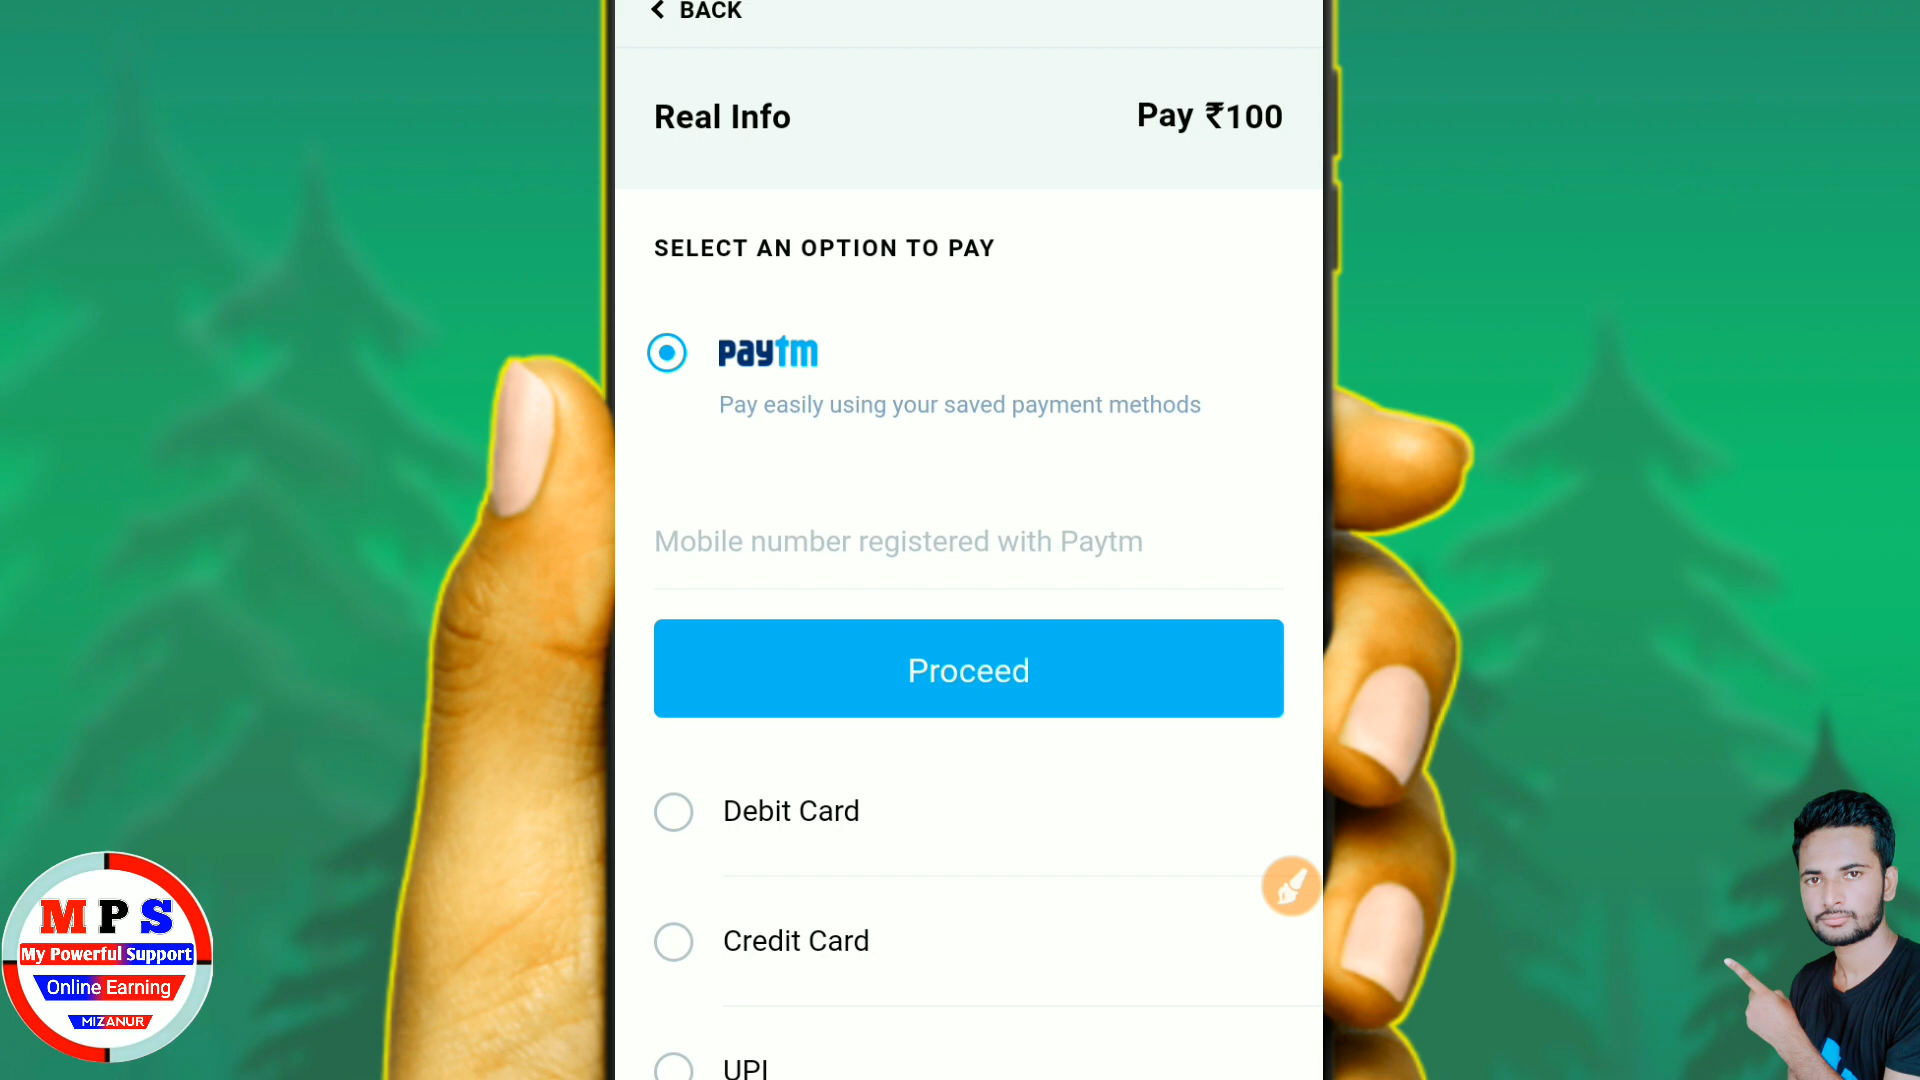 BACK
Real Info
Pay ₹100
SELECT AN OPTION TO PAY
paytm
Pay easily using your saved payment methods
Mobile number registered with Paytm
Proceed
Debit Card
Credit Card
UPI
M P S
My Powerful Support
Online Earning
MIZANUR